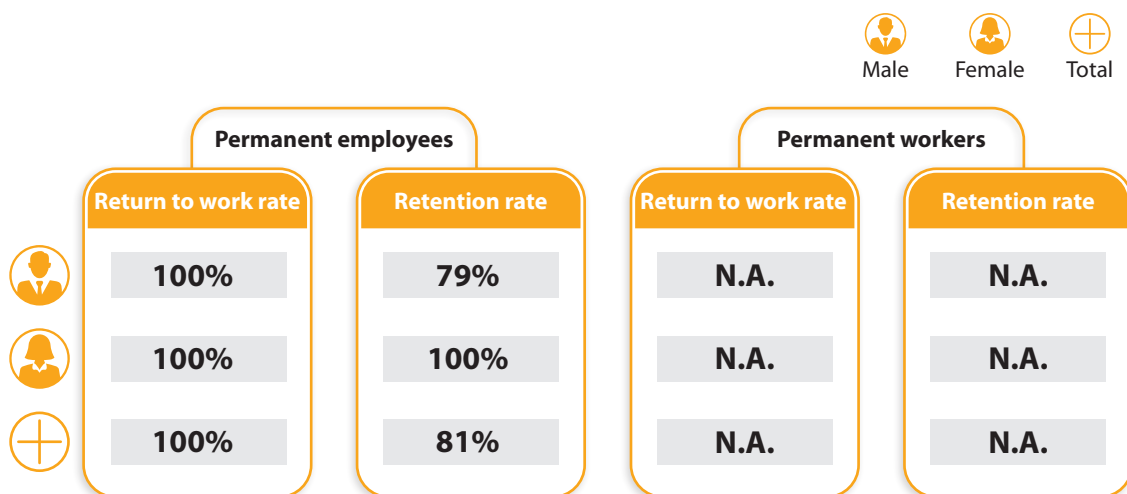 Male Female Total
Permanent employees Permanent workers
Return to work rate Retention rate Return to work rate Retention rate
100% 79% N.A. N.A.
100% 100% N.A. N.A.
100% 81% N.A. N.A.